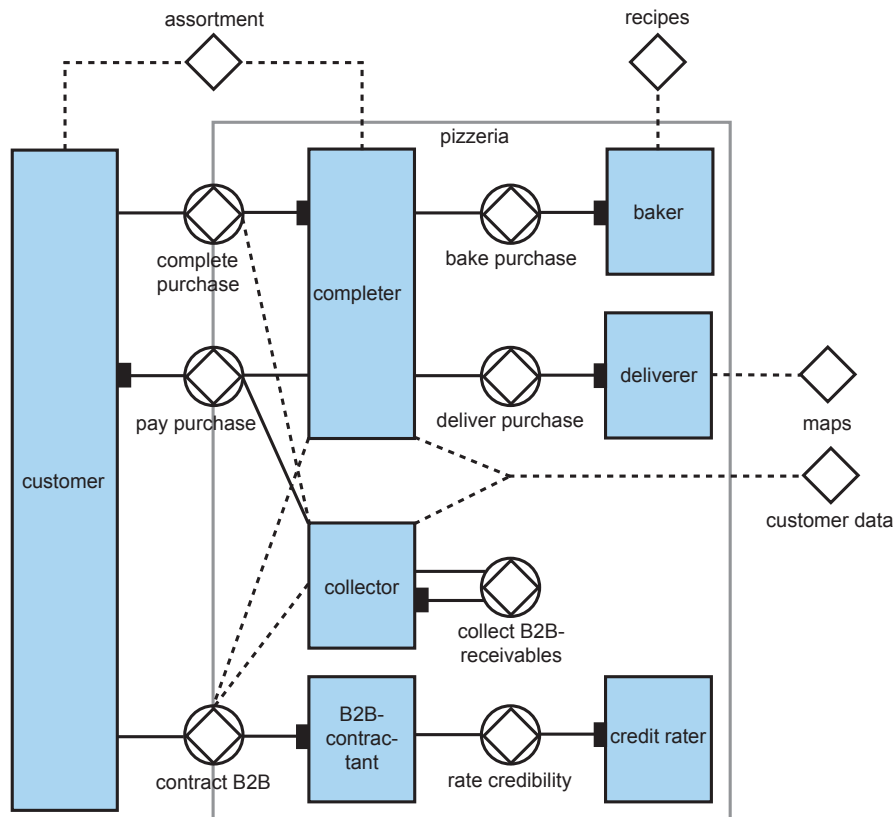 assortment
recipes
pizzeria
complete
purchase
completer
bake purchase
baker
pay purchase
deliver purchase
deliverer
maps
customer
customer data
collector
collect B2B-
receivables
contract B2B
B2B-
contrac-
tant
rate credibility
credit rater